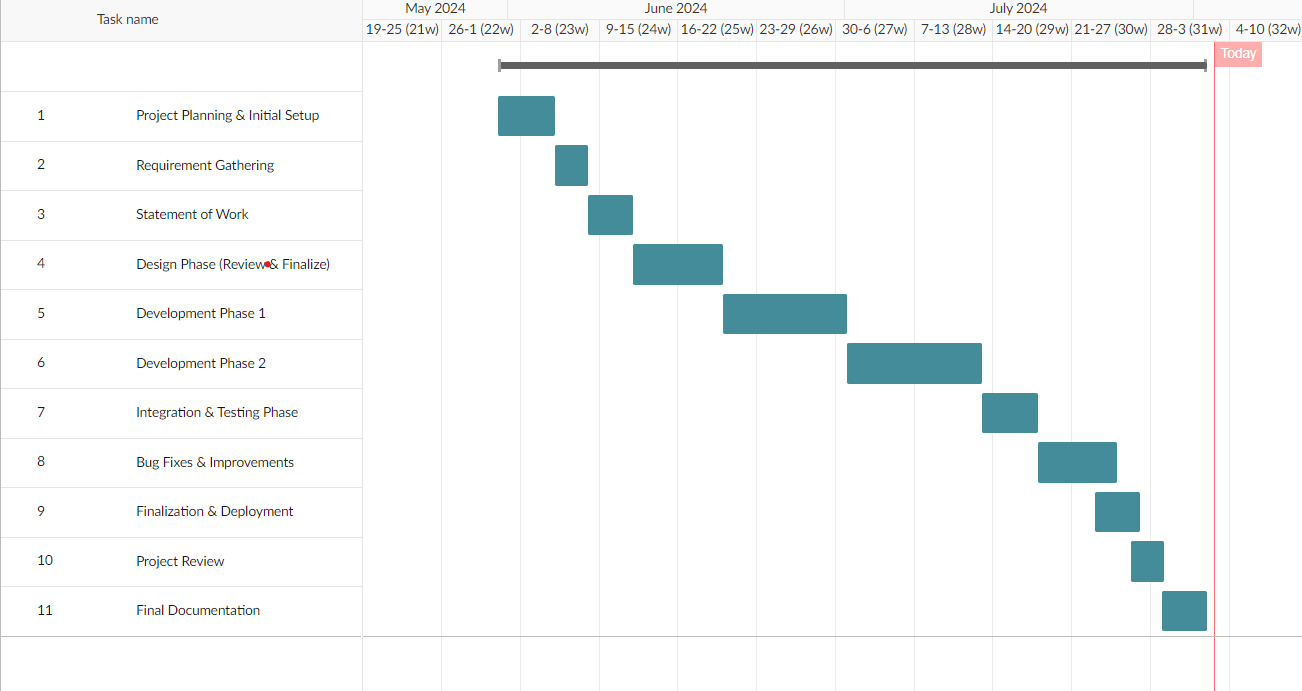 Task name
May 2024 June 2024 July 2024
19-25 (21w) 26-1 (22w) 2-8 (23w) 9-15 (24w) 16-22 (25w) 23-29 (26w) 30-6 (27w) 7-13 (28w) 14-20 (29w) 21-27 (30w) 28-3 (31w) 4-10 (32w)
Today
1 Project Planning & Initial Setup
2 Requirement Gathering
3 Statement of Work
4 Design Phase (Review & Finalize)
5 Development Phase 1
6 Development Phase 2
7 Integration & Testing Phase
8 Bug Fixes & Improvements
9 Finalization & Deployment
10 Project Review
11 Final Documentation